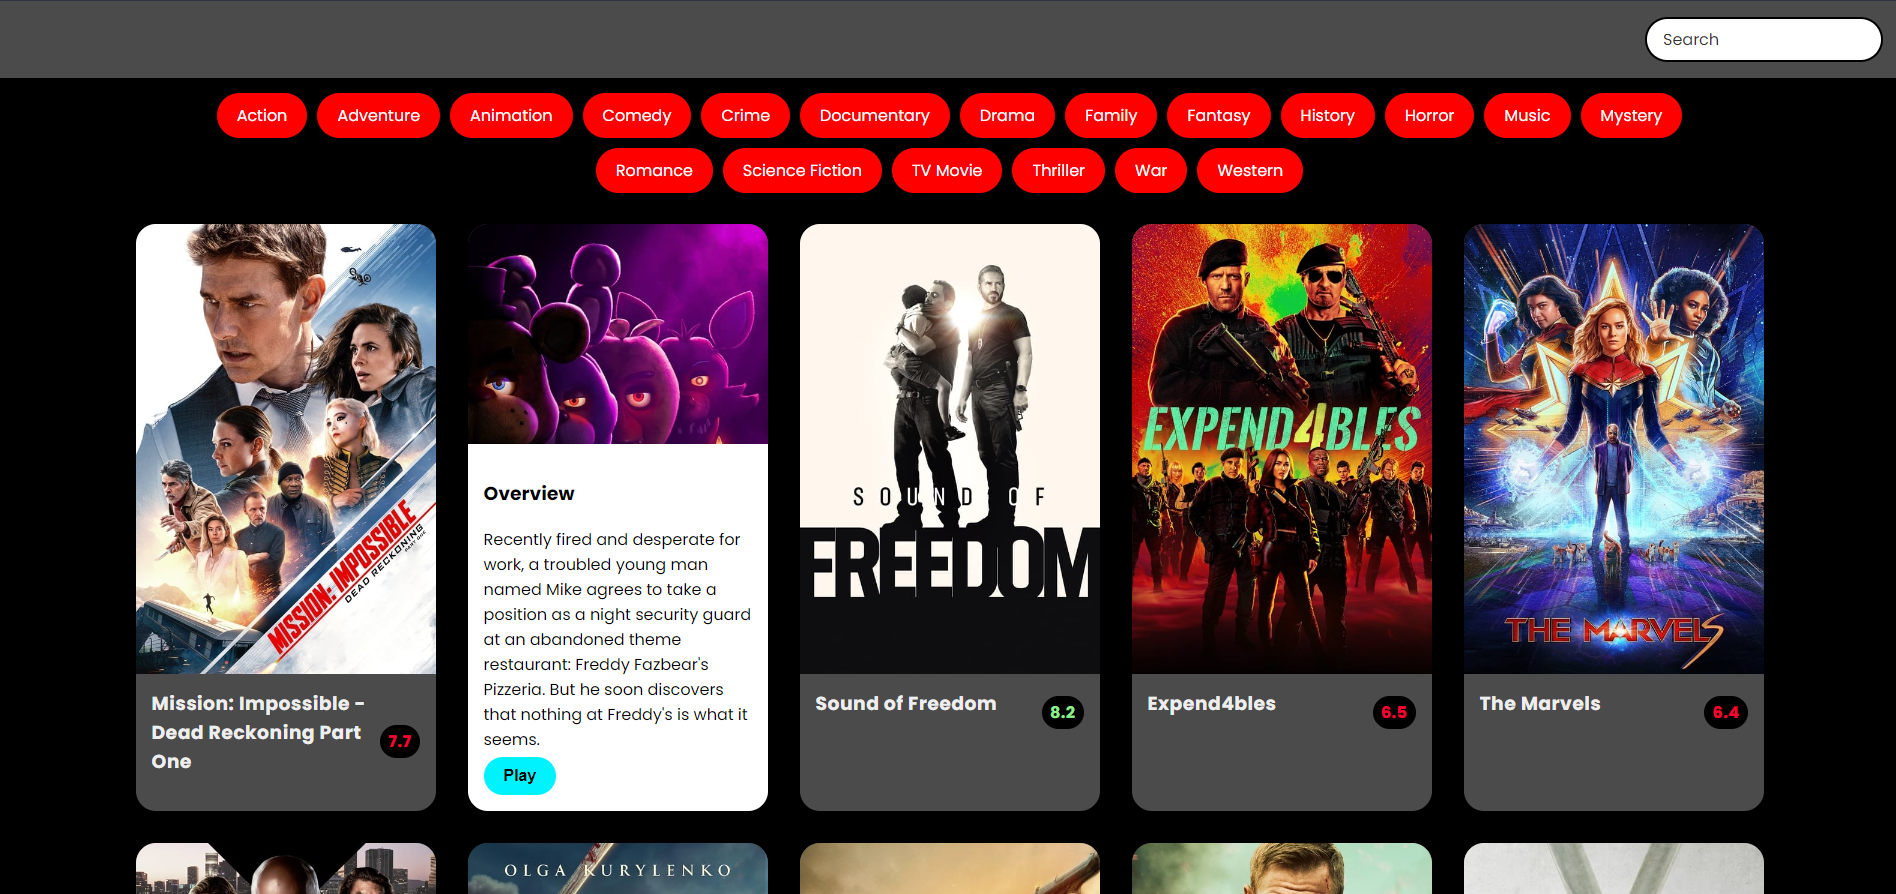 Search
Action Adventure Animation Comedy Crime Documentary Drama Family Fantasy History Horror Music Mystery
Romance Science Fiction TV Movie Thriller War Western
MISSION: IMPOSSIBLE
DEAD RECKONING
PART ONE
Mission: Impossible -
Dead Reckoning Part
One
7.7
Overview
Recently fired and desperate for
work, a troubled young man
named Mike agrees to take a
position as a night security guard
at an abandoned theme
restaurant: Freddy Fazbear's
Pizzeria. But he soon discovers
that nothing at Freddy's is what it
seems.
Play
SOUND OF
FREEDOM
Sound of Freedom
8.2
EXPEND4BLES
Expend4bles
6.5
THE MARVELS
The Marvels
6.4
OLGA KURYLENKO